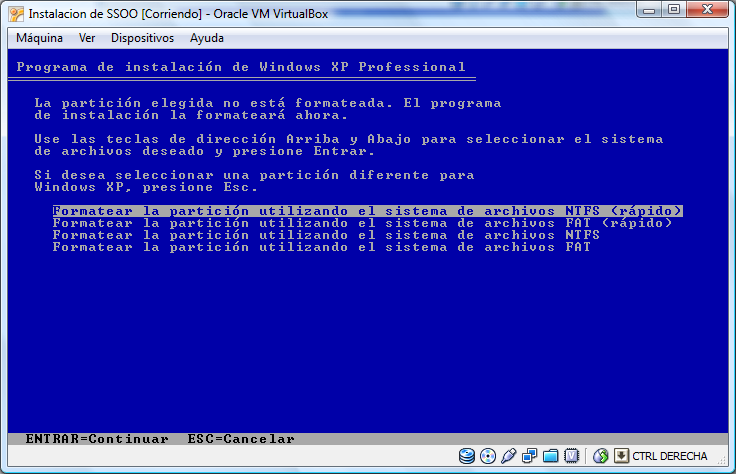 Instalacion de SSOO [Corriendo] - Oracle VM VirtualBox
Máquina Ver Dispositivos Ayuda
Programa de instalación de Windows XP Professional
La partición elegida no está formateada. El programa
de instalación la formateará ahora.
Use las teclas de dirección Arriba y Abajo para seleccionar el sistema
de archivos deseado y presione Entrar.
Si desea seleccionar una partición diferente para
Windows XP, presione Esc.
Formatear la partición utilizando el sistema de archivos NTFS (rápido)
Formatear la partición utilizando el sistema de archivos FAT (rápido)
Formatear la partición utilizando el sistema de archivos NTFS
Formatear la partición utilizando el sistema de archivos FAT
ENTRAR=Continuar ESC=Cancelar
CTRL DERECHA